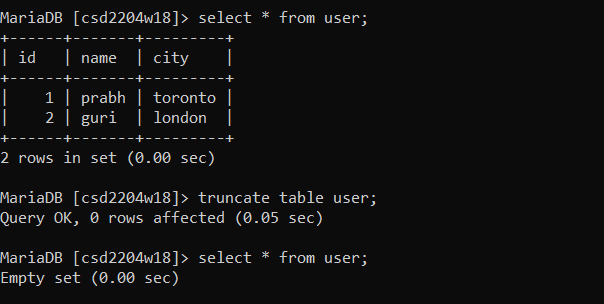 MariaDB [csd2204w18]> select * from user;
+------+-------+---------+
| id   | name  | city    |
+------+-------+---------+
|    1 | prabh | toronto |
|    2 | guri  | london  |
+------+-------+---------+
2 rows in set (0.00 sec)
MariaDB [csd2204w18]> truncate table user;
Query OK, 0 rows affected (0.05 sec)
MariaDB [csd2204w18]> select * from user;
Empty set (0.00 sec)